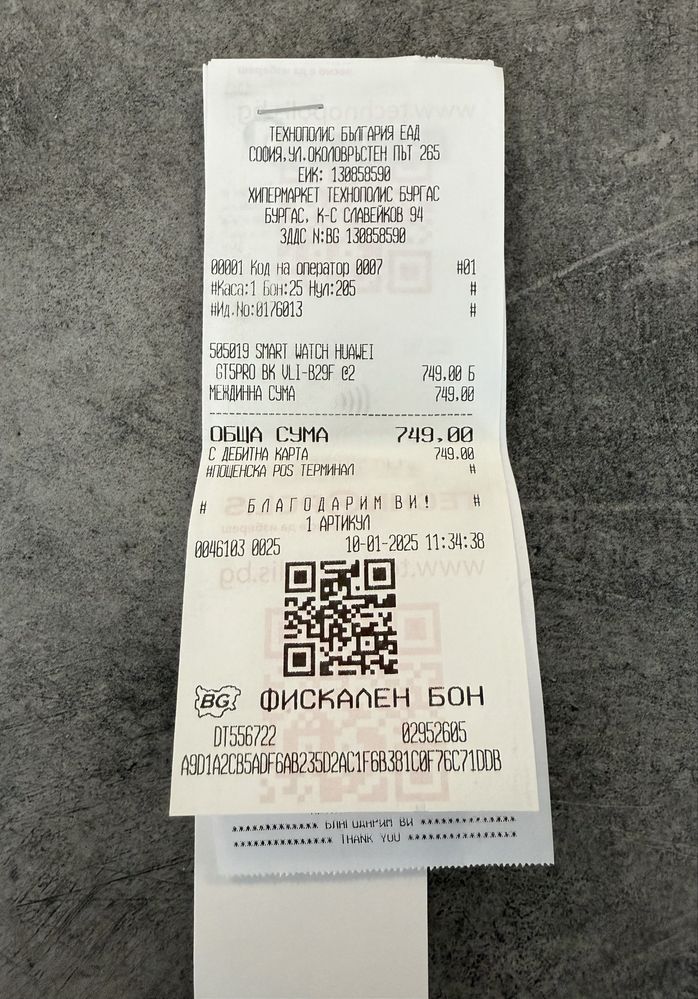 ТЕХНОПОЛИС БЪЛГАРИЯ ЕАД
СОФИЯ,УЛ.ОКОЛОВРЪСТЕН ПЪТ 265
ЕИК: 130858590
ХИПЕРМАРКЕТ ТЕХНОПОЛИС БУРГАС
БУРГАС, К-С СЛАВЕЙКОВ 94
ЗДДС N:BG 130858590
00001 Код на оператор 0007 #01
#Каса:1 Бон:25 Нул:205 #
#Ид.No:0176013 #
505019 SMART WATCH HUAWEI
GT5PRO BK VLI-B29F @2 749,00 Б
МЕЖДИННА СУМА 749.00
ОБЩА СУМА 749,00
С ДЕБИТНА КАРТА 749.00
#ПОЩЕНСКА POS ТЕРМИНАЛ #
# БЛАГОДАРИМ ВИ! #
1 АРТИКУЛ
0046103 0025 10-01-2025 11:34:38
BG ФИСКАЛЕН БОН
DT556722 02952605
A9D1A2CB5ADF6AB235D2AC1F6B381C0F76C71DDB
************* БЛАГОДАРИМ ВИ **************
*************** THANK YOU ****************